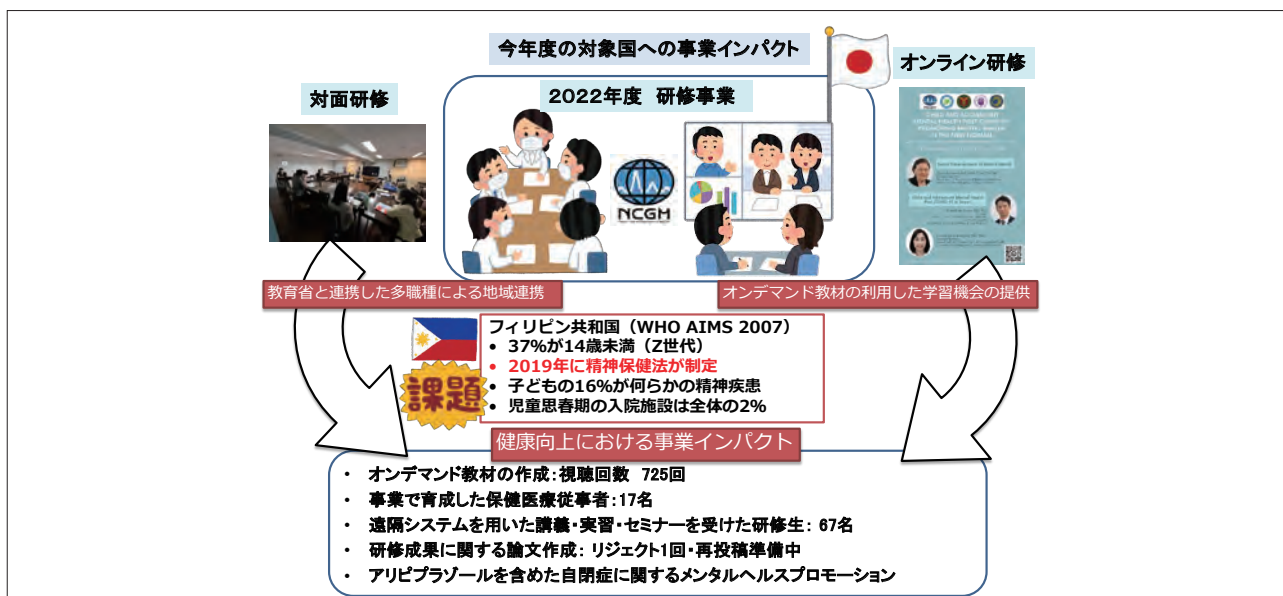 今年度の対象国への事業インパクト
対面研修
2022年度 研修事業
オンライン研修
NCGH
教育省と連携した多職種による地域連携
オンデマンド教材の利用した学習機会の提供
課題
フィリピン共和国（WHO AIMS 2007）
• 37%が14歳未満（Z世代）
• 2019年に精神保健法が制定
• 子どもの16%が何らかの精神疾患
• 児童思春期の入院施設は全体の2%
健康向上における事業インパクト
• オンデマンド教材の作成：視聴回数 725回
• 事業で育成した保健医療従事者：17名
• 遠隔システムを用いた講義・実習・セミナーを受けた研修生： 67名
• 研修成果に関する論文作成： リジェクト1回・再投稿準備中
• アリピプラゾールを含めた自閉症に関するメンタルヘルスプロモーション